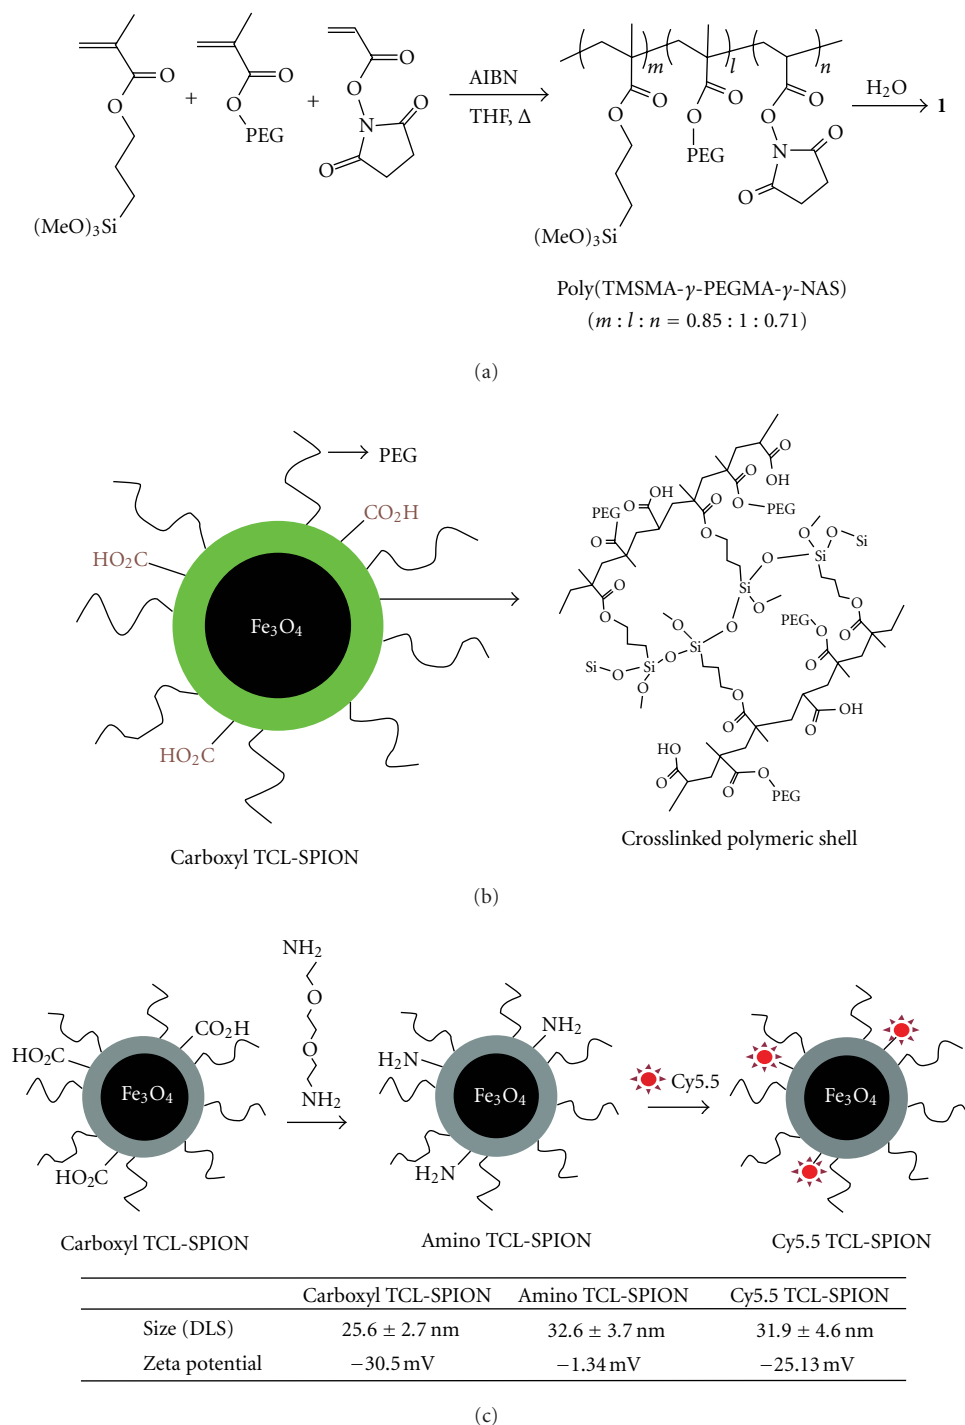 O
O
(MeO)3Si
+
O
O
PEG
+
O
O
N
O
O
AIBN
THF, Δ
m
l
n
O
O
O
O
PEG
O
O
N
O
O
(MeO)3Si
H2O
1
Poly(TMSMA-γ-PEGMA-γ-NAS)
(m : l : n = 0.85 : 1 : 0.71)
(a)
PEG
CO2H
HO2C
Fe3O4
HO2C
Carboxyl TCL-SPION
O
OH
O
O
PEG
O
OH
O
O
PEG
O
O
O
O
Si
O
O
Si
O
Si
O
O
O
O
Si
O
Si
O
O
Si
O
O
O
O
PEG
O
O
O
OH
HO
O
O
O
PEG
Crosslinked polymeric shell
(b)
NH2
O
O
NH2
CO2H
HO2C
Fe3O4
HO2C
Carboxyl TCL-SPION
NH2
H2N
Fe3O4
H2N
Amino TCL-SPION
Cy5.5
Fe3O4
Cy5.5 TCL-SPION
Carboxyl TCL-SPION Amino TCL-SPION Cy5.5 TCL-SPION
Size (DLS) 25.6 ± 2.7 nm 32.6 ± 3.7 nm 31.9 ± 4.6 nm
Zeta potential −30.5 mV −1.34 mV −25.13 mV
(c)